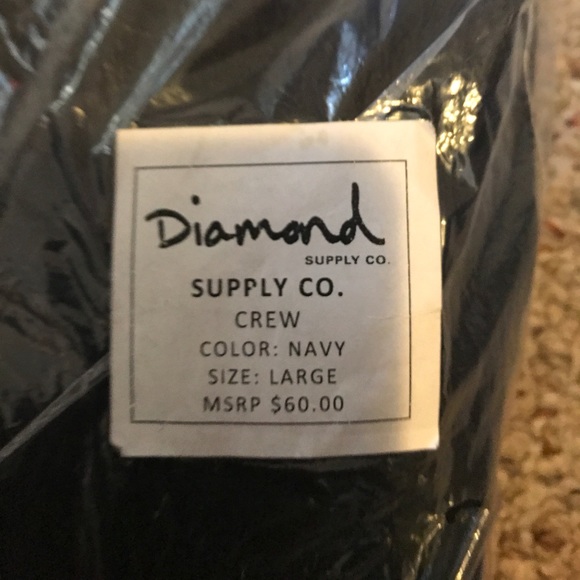 Diamond
SUPPLY CO.
SUPPLY CO.
CREW
COLOR: NAVY
SIZE: LARGE
MSRP $60.00